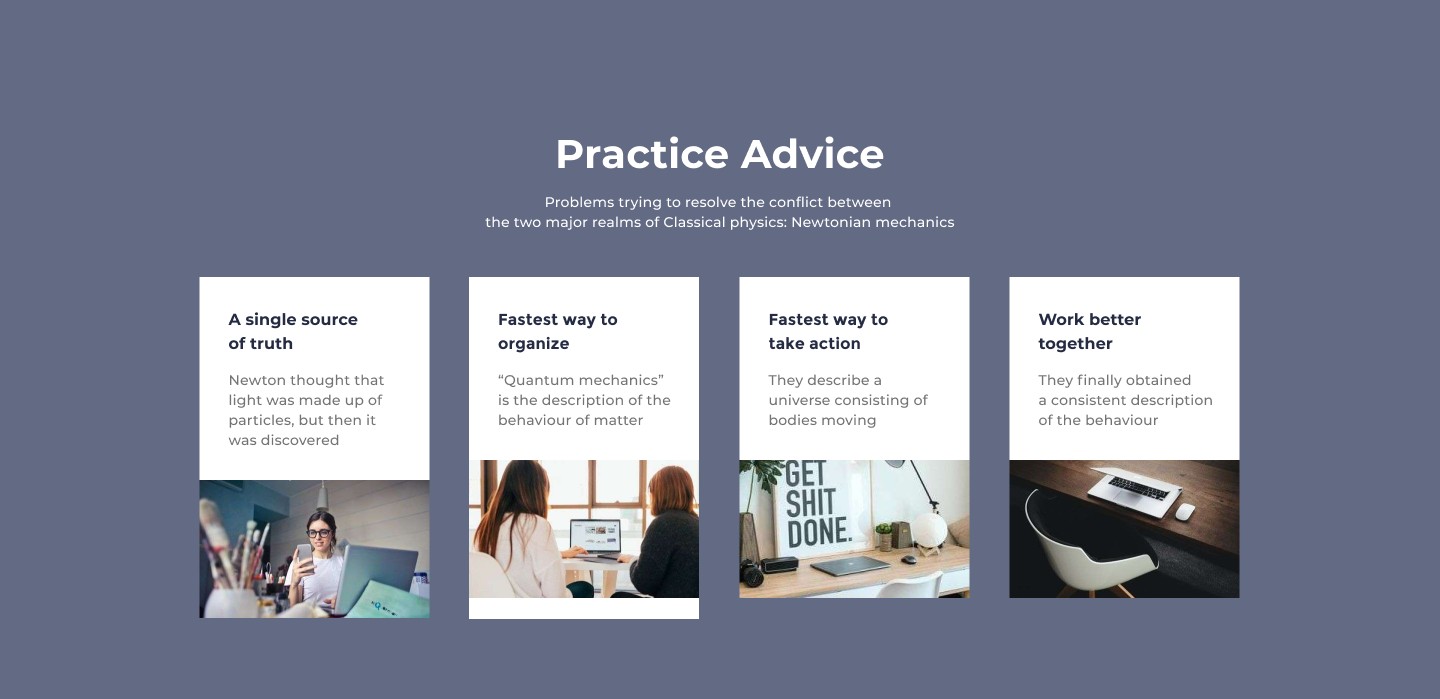 Practice Advice
Problems trying to resolve the conflict between
the two major realms of Classical physics: Newtonian mechanics
A single source
of truth
Newton thought that
light was made up of
particles, but then it
was discovered
Fastest way to
organize
“Quantum mechanics”
is the description of the
behaviour of matter
Fastest way to
take action
They describe a
universe consisting of
bodies moving
GET
SHIT
DONE.
Work better
together
They finally obtained
a consistent description
of the behaviour